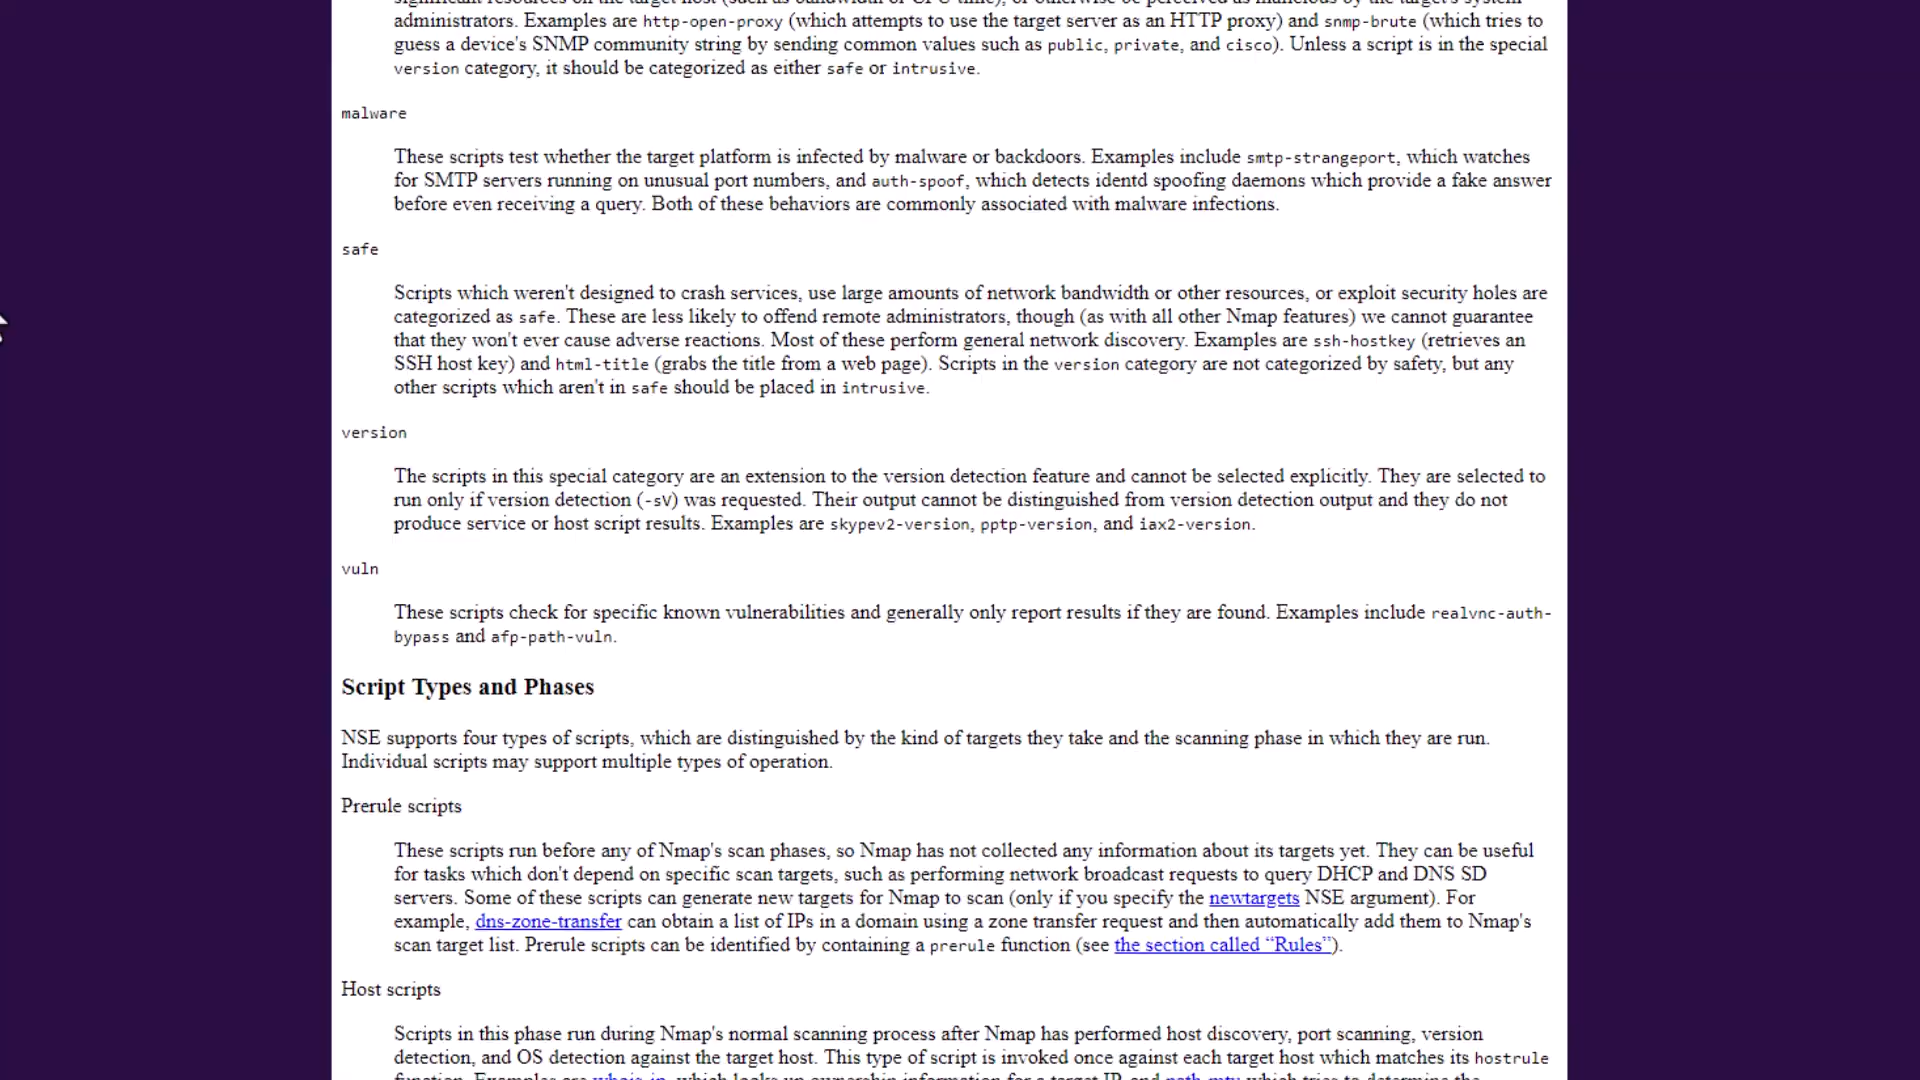 administrators. Examples are http-open-proxy (which attempts to use the target server as an HTTP proxy) and snmp-brute (which tries to
guess a device's SNMP community string by sending common values such as public, private, and cisco). Unless a script is in the special
version category, it should be categorized as either safe or intrusive.
malware
These scripts test whether the target platform is infected by malware or backdoors. Examples include smtp-strangeport, which watches
for SMTP servers running on unusual port numbers, and auth-spoof, which detects identd spoofing daemons which provide a fake answer
before even receiving a query. Both of these behaviors are commonly associated with malware infections.
safe
Scripts which weren't designed to crash services, use large amounts of network bandwidth or other resources, or exploit security holes are
categorized as safe. These are less likely to offend remote administrators, though (as with all other Nmap features) we cannot guarantee
that they won't ever cause adverse reactions. Most of these perform general network discovery. Examples are ssh-hostkey (retrieves an
SSH host key) and html-title (grabs the title from a web page). Scripts in the version category are not categorized by safety, but any
other scripts which aren't in safe should be placed in intrusive.
version
The scripts in this special category are an extension to the version detection feature and cannot be selected explicitly. They are selected to
run only if version detection (-sV) was requested. Their output cannot be distinguished from version detection output and they do not
produce service or host script results. Examples are skypev2-version, pptp-version, and iax2-version.
vuln
These scripts check for specific known vulnerabilities and generally only report results if they are found. Examples include realvnc-auth-
bypass and afp-path-vuln.
Script Types and Phases
NSE supports four types of scripts, which are distinguished by the kind of targets they take and the scanning phase in which they are run.
Individual scripts may support multiple types of operation.
Prerule scripts
These scripts run before any of Nmap's scan phases, so Nmap has not collected any information about its targets yet. They can be useful
for tasks which don't depend on specific scan targets, such as performing network broadcast requests to query DHCP and DNS SD
servers. Some of these scripts can generate new targets for Nmap to scan (only if you specify the newtargets NSE argument). For
example, dns-zone-transfer can obtain a list of IPs in a domain using a zone transfer request and then automatically add them to Nmap's
scan target list. Prerule scripts can be identified by containing a prerule function (see the section called “Rules”).
Host scripts
Scripts in this phase run during Nmap's normal scanning process after Nmap has performed host discovery, port scanning, version
detection, and OS detection against the target host. This type of script is invoked once against each target host which matches its hostrule